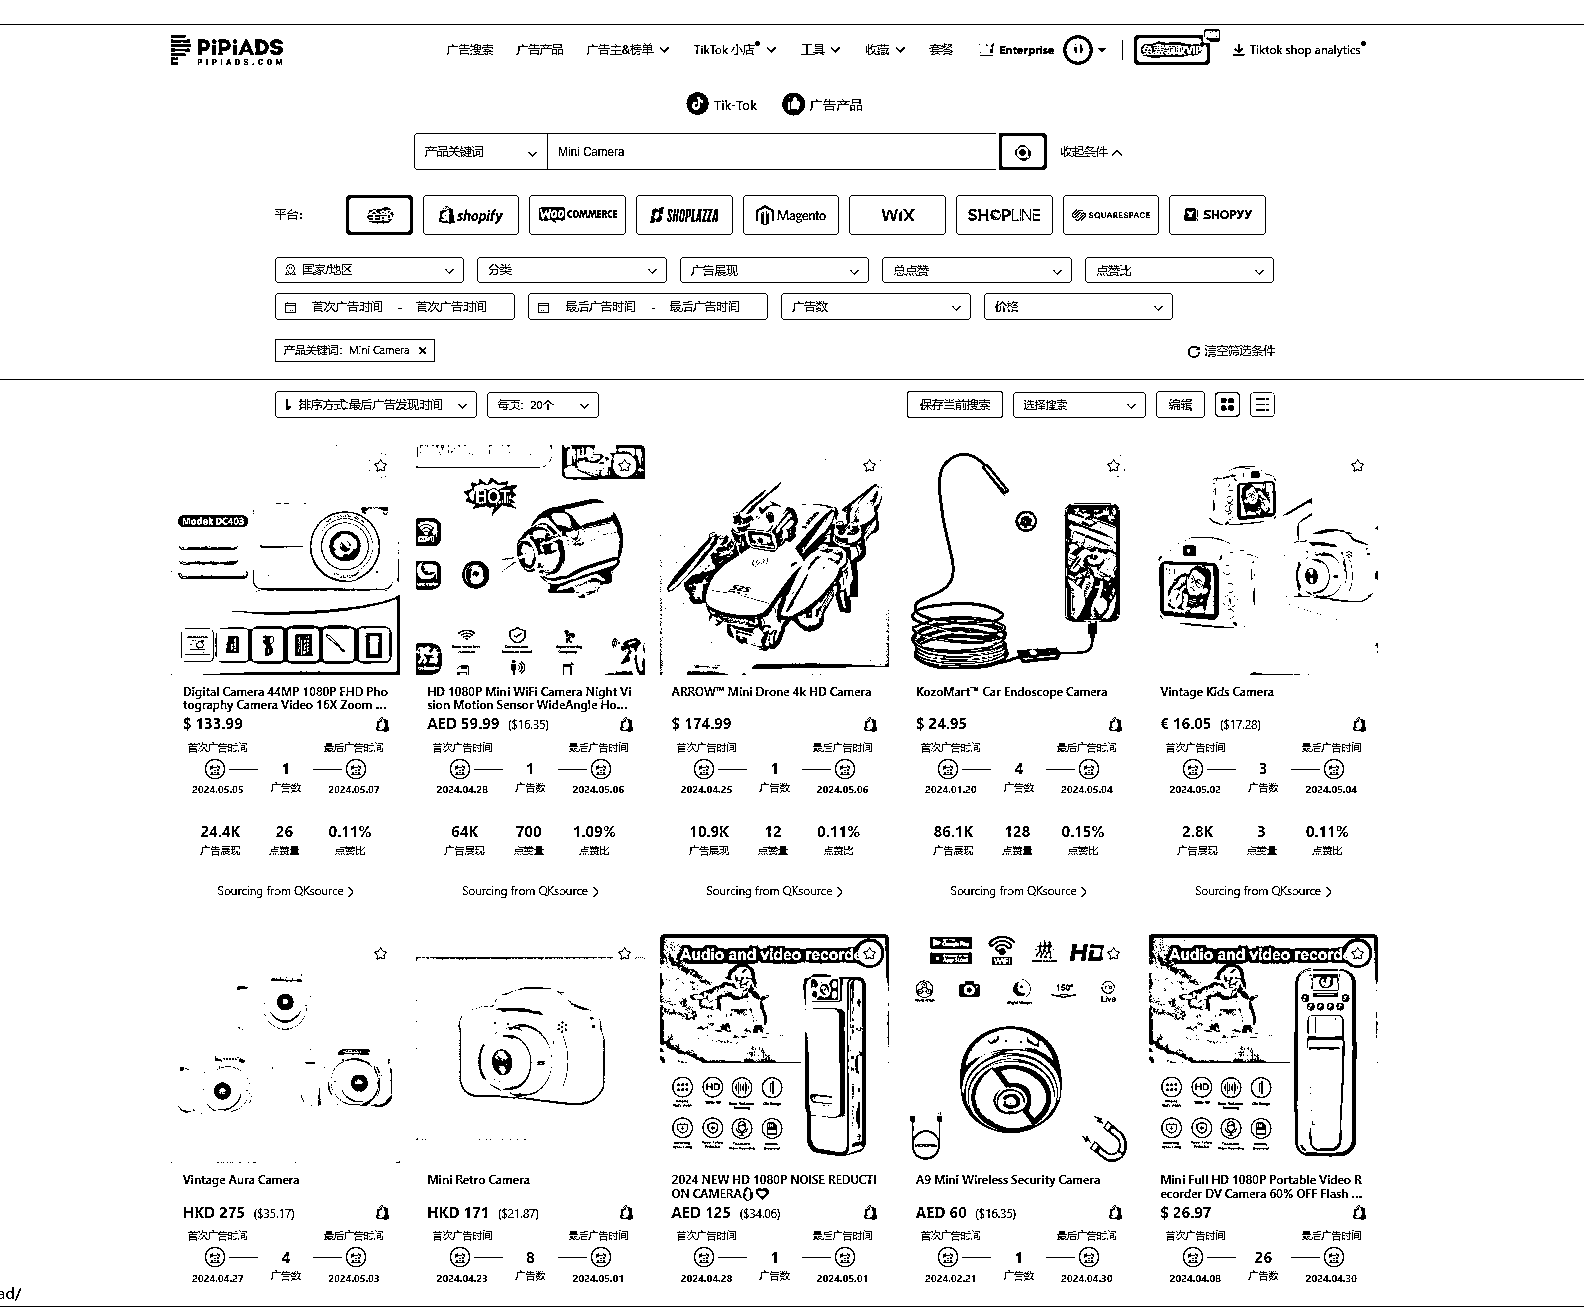 PiPiADS
PIPIADS.COM
广告搜索 广告产品 广告主&榜单 TikTok 小店 工具 收藏 套餐 Enterprise Tiktok shop analytics
Tik-Tok 广告产品
产品关键词 Mini Camera 收起条件
平台: 全部 shopify WOO COMMERCE SHOPLAZZA Magento WiX SHOPLINE SQUARESPACE SHOPYY
国家/地区 分类 广告展现 总点赞 点赞比
首次广告时间 - 首次广告时间 最后广告时间 - 最后广告时间 广告数 价格
产品关键词: Mini Camera × 清空筛选条件
排序方式:最后广告发现时间 每页: 20个 保存当前搜索 选择搜索 编辑
Model: DC403
HOT
Digital Camera 44MP 1080P FHD Pho
tography Camera Video 16X Zoom ...
$ 133.99
首次广告时间 最后广告时间
1
2024.05.05 广告数 2024.05.07
24.4K 26 0.11%
广告展现 点赞量 点赞比
Sourcing from QKsource >
HD 1080P Mini WiFi Camera Night Vi
sion Motion Sensor WideAngle Ho...
AED 59.99 ($16.35)
首次广告时间 最后广告时间
1
2024.04.28 广告数 2024.05.06
64K 700 1.09%
广告展现 点赞量 点赞比
Sourcing from QKsource >
ARROW™ Mini Drone 4k HD Camera
$ 174.99
首次广告时间 最后广告时间
1
2024.04.25 广告数 2024.05.06
10.9K 12 0.11%
广告展现 点赞量 点赞比
Sourcing from QKsource >
KozoMart™ Car Endoscope Camera
$ 24.95
首次广告时间 最后广告时间
4
2024.01.20 广告数 2024.05.04
86.1K 128 0.15%
广告展现 点赞量 点赞比
Sourcing from QKsource >
Vintage Kids Camera
€ 16.05 ($17.28)
首次广告时间 最后广告时间
3
2024.05.02 广告数 2024.05.04
2.8K 3 0.11%
广告展现 点赞量 点赞比
Sourcing from QKsource >
Vintage Aura Camera
HKD 275 ($35.17)
首次广告时间 最后广告时间
4
2024.04.27 广告数 2024.05.03
Mini Retro Camera
HKD 171 ($21.87)
首次广告时间 最后广告时间
8
2024.04.23 广告数 2024.05.01
Audio and video record
HD
2024 NEW HD 1080P NOISE REDUCTI
ON CAMERA
AED 125 ($34.06)
首次广告时间 最后广告时间
1
2024.04.28 广告数 2024.05.01
WiFi HD
150° Live
A9 Mini Wireless Security Camera
AED 60 ($16.35)
首次广告时间 最后广告时间
1
2024.02.21 广告数 2024.04.30
Audio and video record
HD
Mini Full HD 1080P Portable Video R
ecorder DV Camera 60% OFF Flash ...
$ 26.97
首次广告时间 最后广告时间
26
2024.04.08 广告数 2024.04.30
ad/